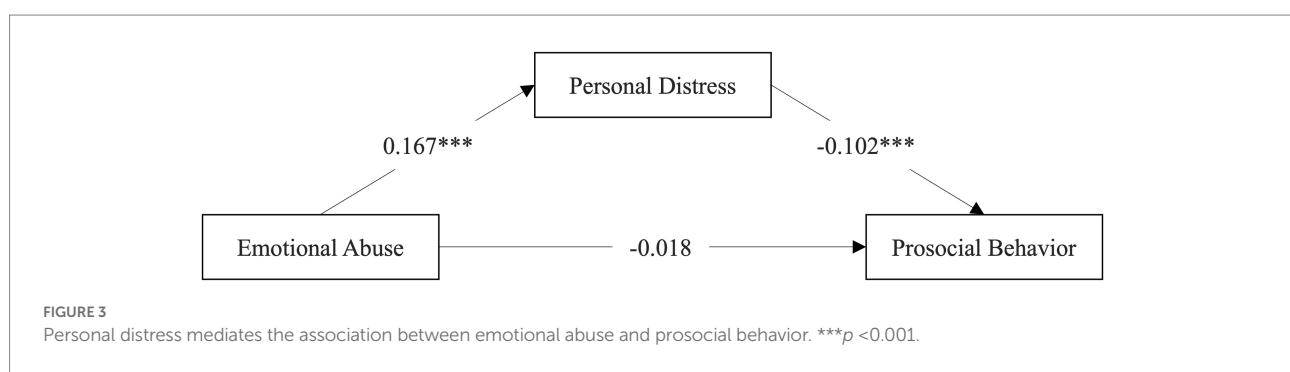 Personal Distress
0.167***
-0.102***
Emotional Abuse
-0.018
Prosocial Behavior
FIGURE 3
Personal distress mediates the association between emotional abuse and prosocial behavior. ***p <0.001.